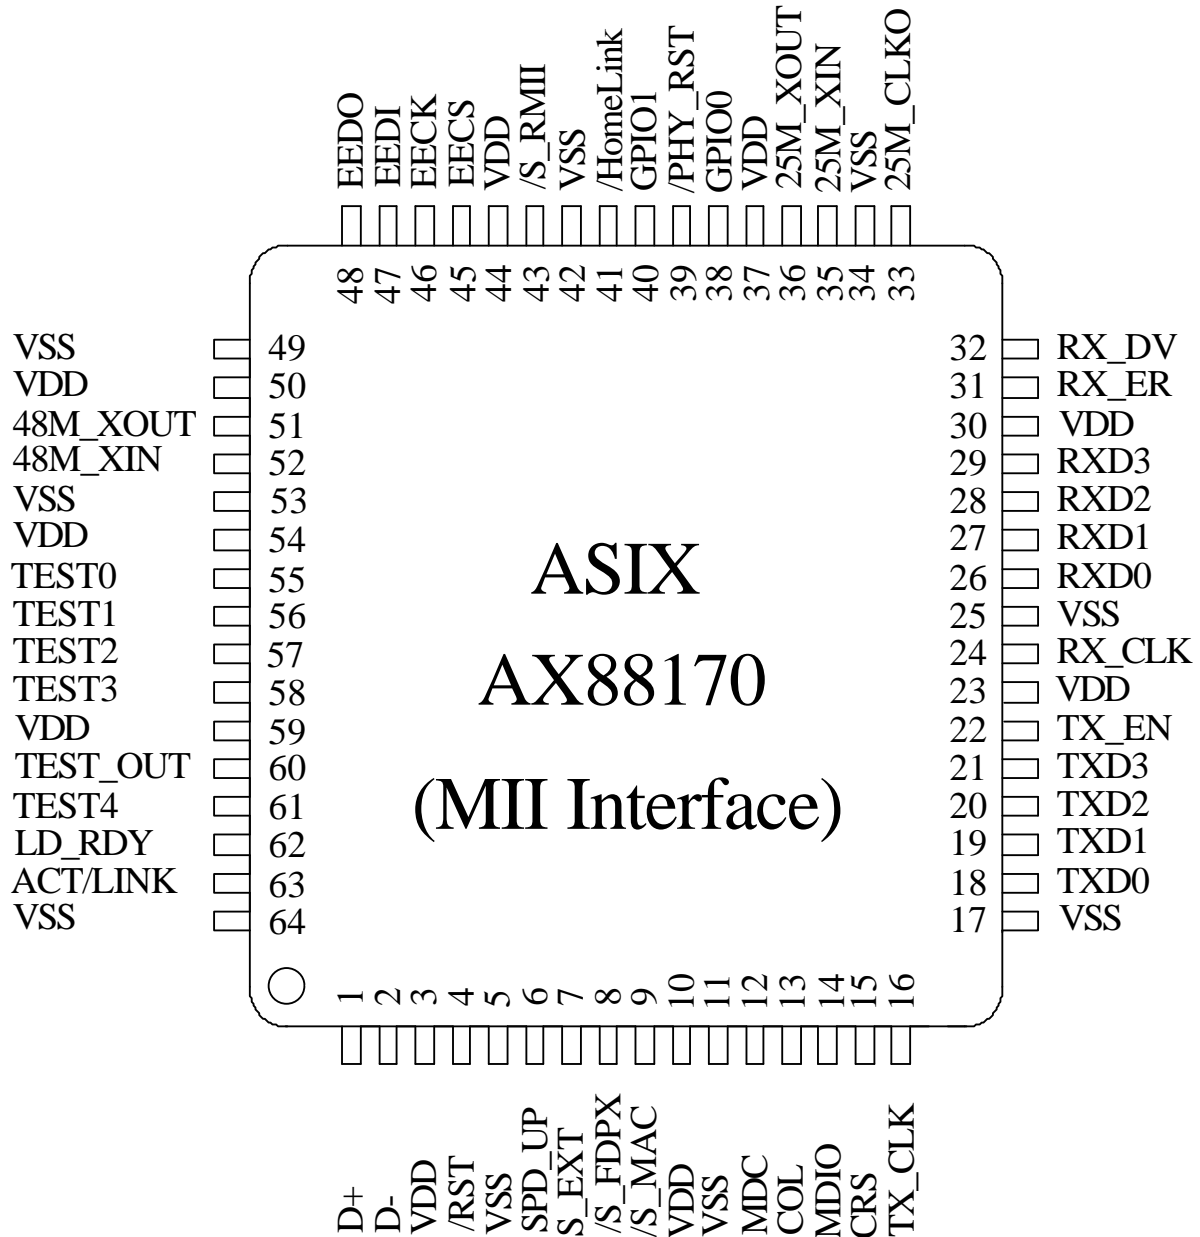 EEDO
EEDI
EECK
EECS
VDD
/S_RMII
VSS
/HomeLink
GPIO1
/PHY_RST
GPIO0
VDD
25M_XOUT
25M_XIN
VSS
25M_CLKO
48
47
46
45
44
43
42
41
40
39
38
37
36
35
34
33
VSS 49
VDD 50
48M_XOUT 51
48M_XIN 52
VSS 53
VDD 54
TEST0 55
TEST1 56
TEST2 57
TEST3 58
VDD 59
TEST_OUT 60
TEST4 61
LD_RDY 62
ACT/LINK 63
VSS 64
ASIX
AX88170
(MII Interface)
32 RX_DV
31 RX_ER
30 VDD
29 RXD3
28 RXD2
27 RXD1
26 RXD0
25 VSS
24 RX_CLK
23 VDD
22 TX_EN
21 TXD3
20 TXD2
19 TXD1
18 TXD0
17 VSS
1
2
3
4
5
6
7
8
9
10
11
12
13
14
15
16
D+
D-
VDD
/RST
VSS
SPD_UP
S_EXT
/S_FDPX
/S_MAC
VDD
VSS
MDC
COL
MDIO
CRS
TX_CLK